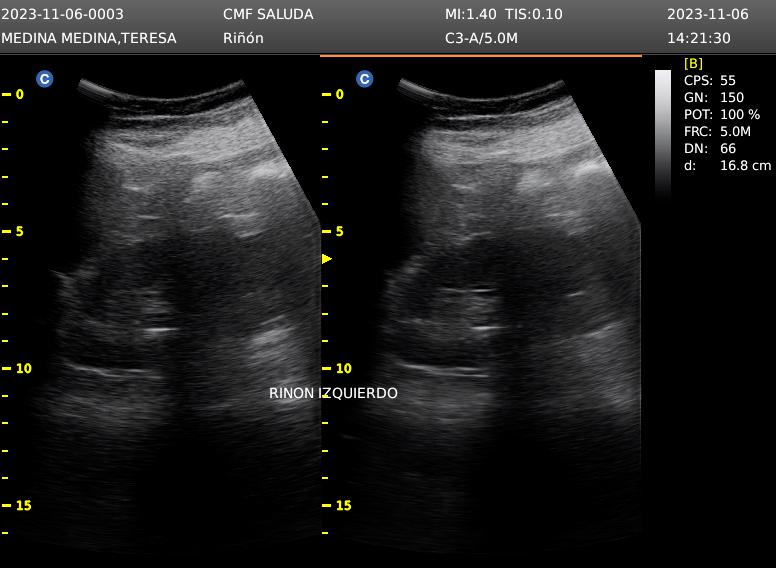 2023-11-06-0003 CMF SALUDA MI:1.40 TIS:0.10 2023-11-06
MEDINA MEDINA,TERESA Riñón C3-A/5.0M 14:21:30
C C [B]
0 0 CPS: 55
GN: 150
POT: 100 %
FRC: 5.0M
DN: 66
d: 16.8 cm
5 5
10 10
RINON IZQUIERDO
15 15